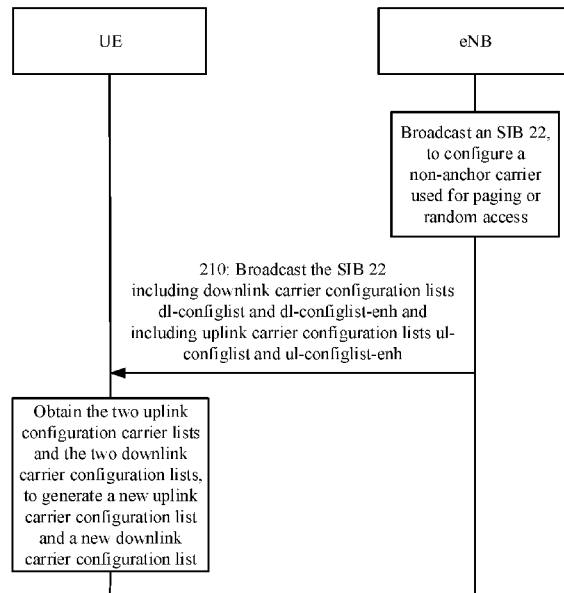 UE
eNB
Broadcast an SIB 22,
to configure a
non-anchor carrier
used for paging or
random access
210: Broadcast the SIB 22
including downlink carrier configuration lists
dl-configlist and dl-configlist-enh and
including uplink carrier configuration lists ul-
configlist and ul-configlist-enh
Obtain the two uplink
configuration carrier lists
and the two downlink
carrier configuration lists,
to generate a new uplink
carrier configuration list
and a new downlink
carrier configuration list